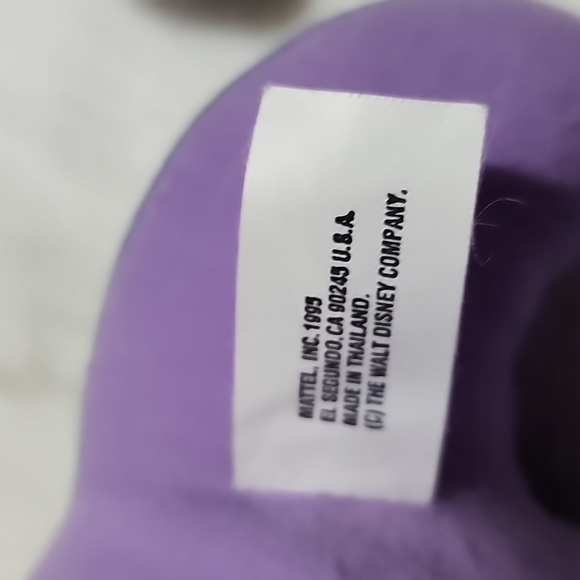 MATTEL, INC. 1995
EL SEGUNDO, CA 90245 U.S.A.
MADE IN THAILAND.
(C) THE WALT DISNEY COMPANY.